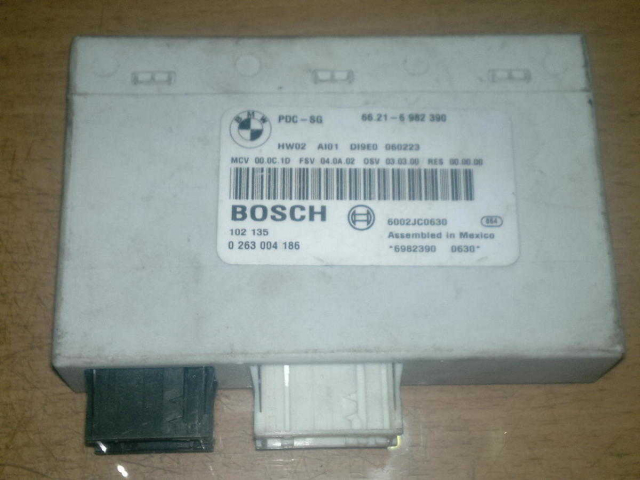 BMW
PDC-SG 66.21-6 982 390
HW02 AI01 DI9E0 060223
MCV 00.0C.1D FSV 04.0A.02 OSV 03.03.00 RES 00.00.00
BOSCH
6002JC0630
102 135 Assembled in Mexico
0 263 004 186 *6982390 0630*